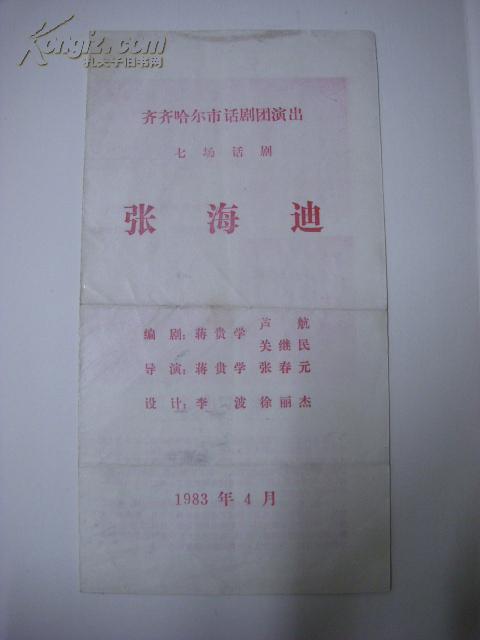 Kongfz.com
孔夫子旧书网
齐齐哈尔市话剧团演出
七场话剧
张海迪
编剧：蒋贵学 芦航
关继民
导演：蒋贵学 张春元
设计：李波 徐丽杰
1983年4月